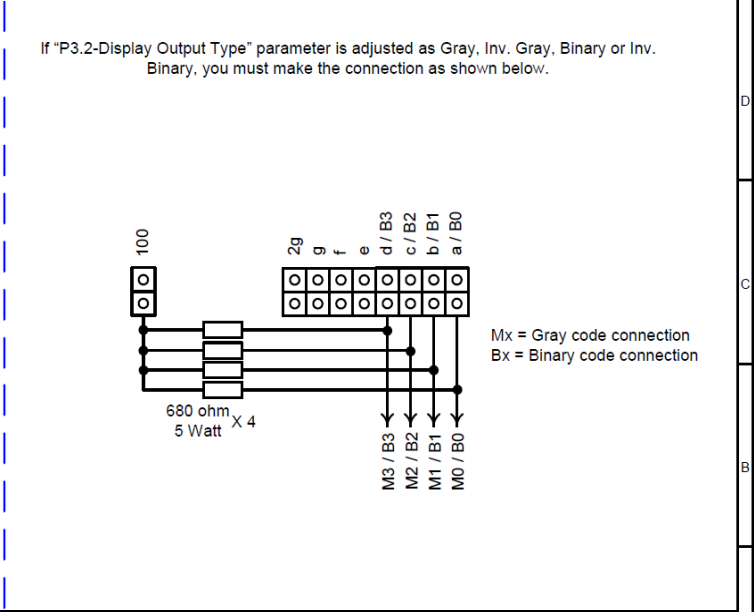 If “P3.2-Display Output Type” parameter is adjusted as Gray, Inv. Gray, Binary or Inv.
Binary, you must make the connection as shown below.
D
100
2g
g
f
e
d / B3
c / B2
b / B1
a / B0
C
Mx = Gray code connection
Bx = Binary code connection
680 ohm
5 Watt
X 4
M3 / B3
M2 / B2
M1 / B1
M0 / B0
B